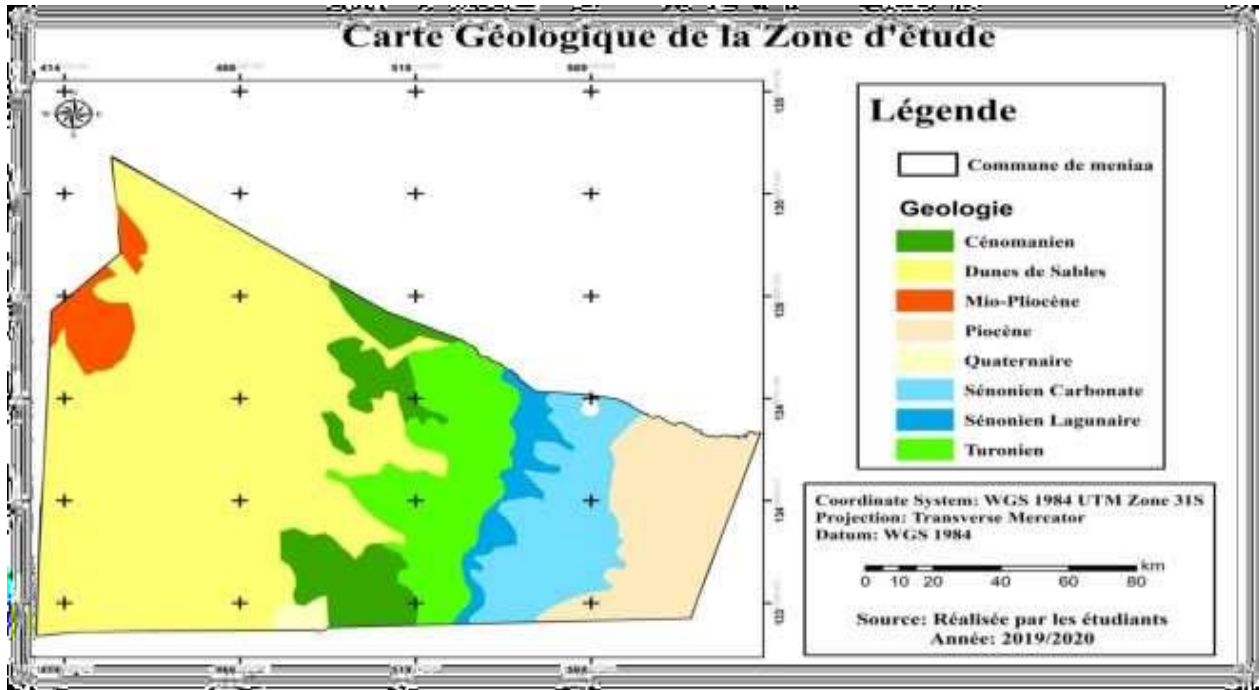 Carte Géologique de la Zone d'étude
Légende
Commune de meniaa
Geologie
Cénomanien
Dunes de Sables
Mio-Pliocène
Piocène
Quaternaire
Sénonien Carbonate
Sénonien Lagunaire
Turonien
Coordinate System: WGS 1984 UTM Zone 31S
Projection: Transverse Mercator
Datum: WGS 1984
km
0 10 20 40 60 80
Source: Réalisée par les étudiants
Année: 2019/2020